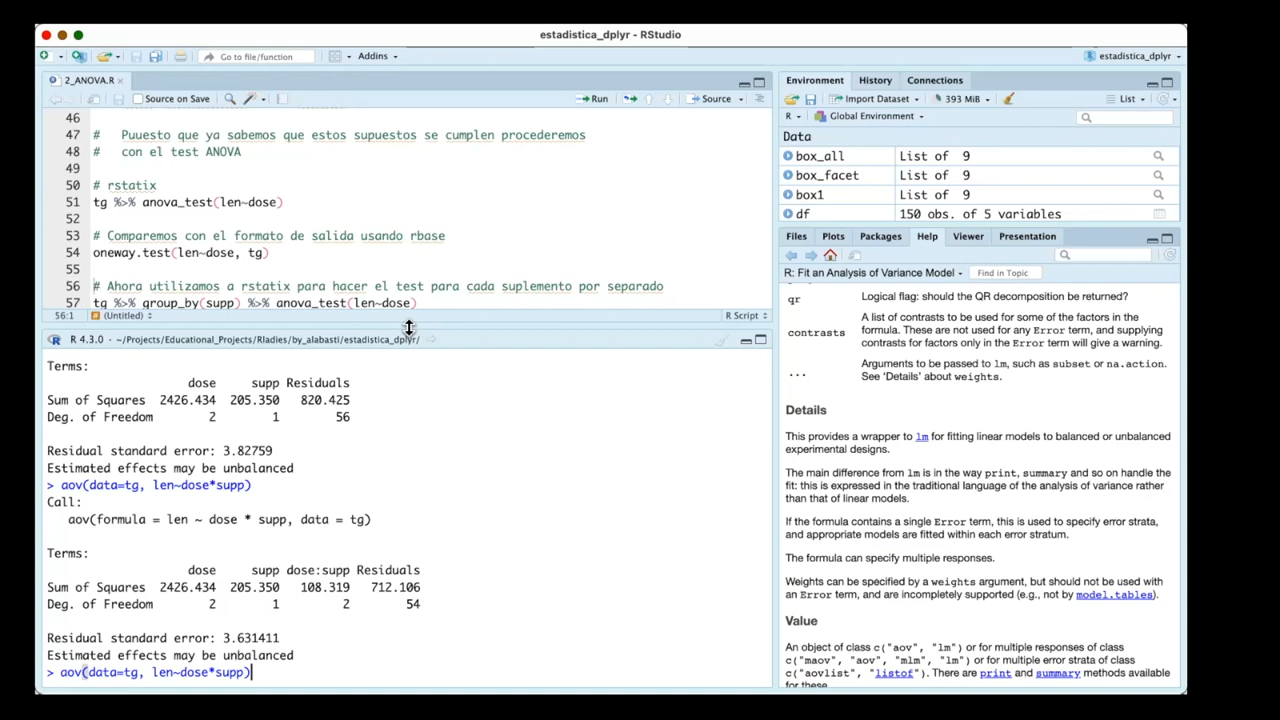 estadistica_dplyr - RStudio
Go to file/function
Addins
estadistica_dplyr
2_ANOVA.R
Source on Save
Run
Source
46
47 #   Puuesto que ya sabemos que estos supuestos se cumplen procederemos
48 #   con el test ANOVA
49
50 # rstatix
51 tg %>% anova_test(len~dose)
52
53 # Comparemos con el formato de salida usando rbase
54 oneway.test(len~dose, tg)
55
56 # Ahora utilizamos a rstatix para hacer el test para cada suplemento por separado
57 tg %>% group_by(supp) %>% anova_test(len~dose)
56:1 (Untitled) R Script
R 4.3.0 · ~/Projects/Educational_Projects/Rladies/by_alabasti/estadistica_dplyr/
Terms:
dose supp Residuals
Sum of Squares 2426.434 205.350 820.425
Deg. of Freedom 2 1 56
Residual standard error: 3.82759
Estimated effects may be unbalanced
> aov(data=tg, len~dose*supp)
Call:
aov(formula = len ~ dose * supp, data = tg)
Terms:
dose supp dose:supp Residuals
Sum of Squares 2426.434 205.350 108.319 712.106
Deg. of Freedom 2 1 2 54
Residual standard error: 3.631411
Estimated effects may be unbalanced
> aov(data=tg, len~dose*supp)
Environment History Connections
Import Dataset 393 MiB List
R Global Environment
Data
box_all List of 9
box_facet List of 9
box1 List of 9
df 150 obs. of 5 variables
Files Plots Packages Help Viewer Presentation
R: Fit an Analysis of Variance Model Find in Topic
qr Logical flag: should the QR decomposition be returned?
contrasts A list of contrasts to be used for some of the factors in the
formula. These are not used for any Error term, and supplying
contrasts for factors only in the Error term will give a warning.
... Arguments to be passed to lm, such as subset or na.action.
See ‘Details’ about weights.
Details
This provides a wrapper to lm for fitting linear models to balanced or unbalanced
experimental designs.
The main difference from lm is in the way print, summary and so on handle the
fit: this is expressed in the traditional language of the analysis of variance rather
than that of linear models.
If the formula contains a single Error term, this is used to specify error strata,
and appropriate models are fitted within each error stratum.
The formula can specify multiple responses.
Weights can be specified by a weights argument, but should not be used with
an Error term, and are incompletely supported (e.g., not by model.tables).
Value
An object of class c("aov", "lm") or for multiple responses of class
c("maov", "aov", "mlm", "lm") or for multiple error strata of class
c("aovlist", "listof"). There are print and summary methods available
for these.